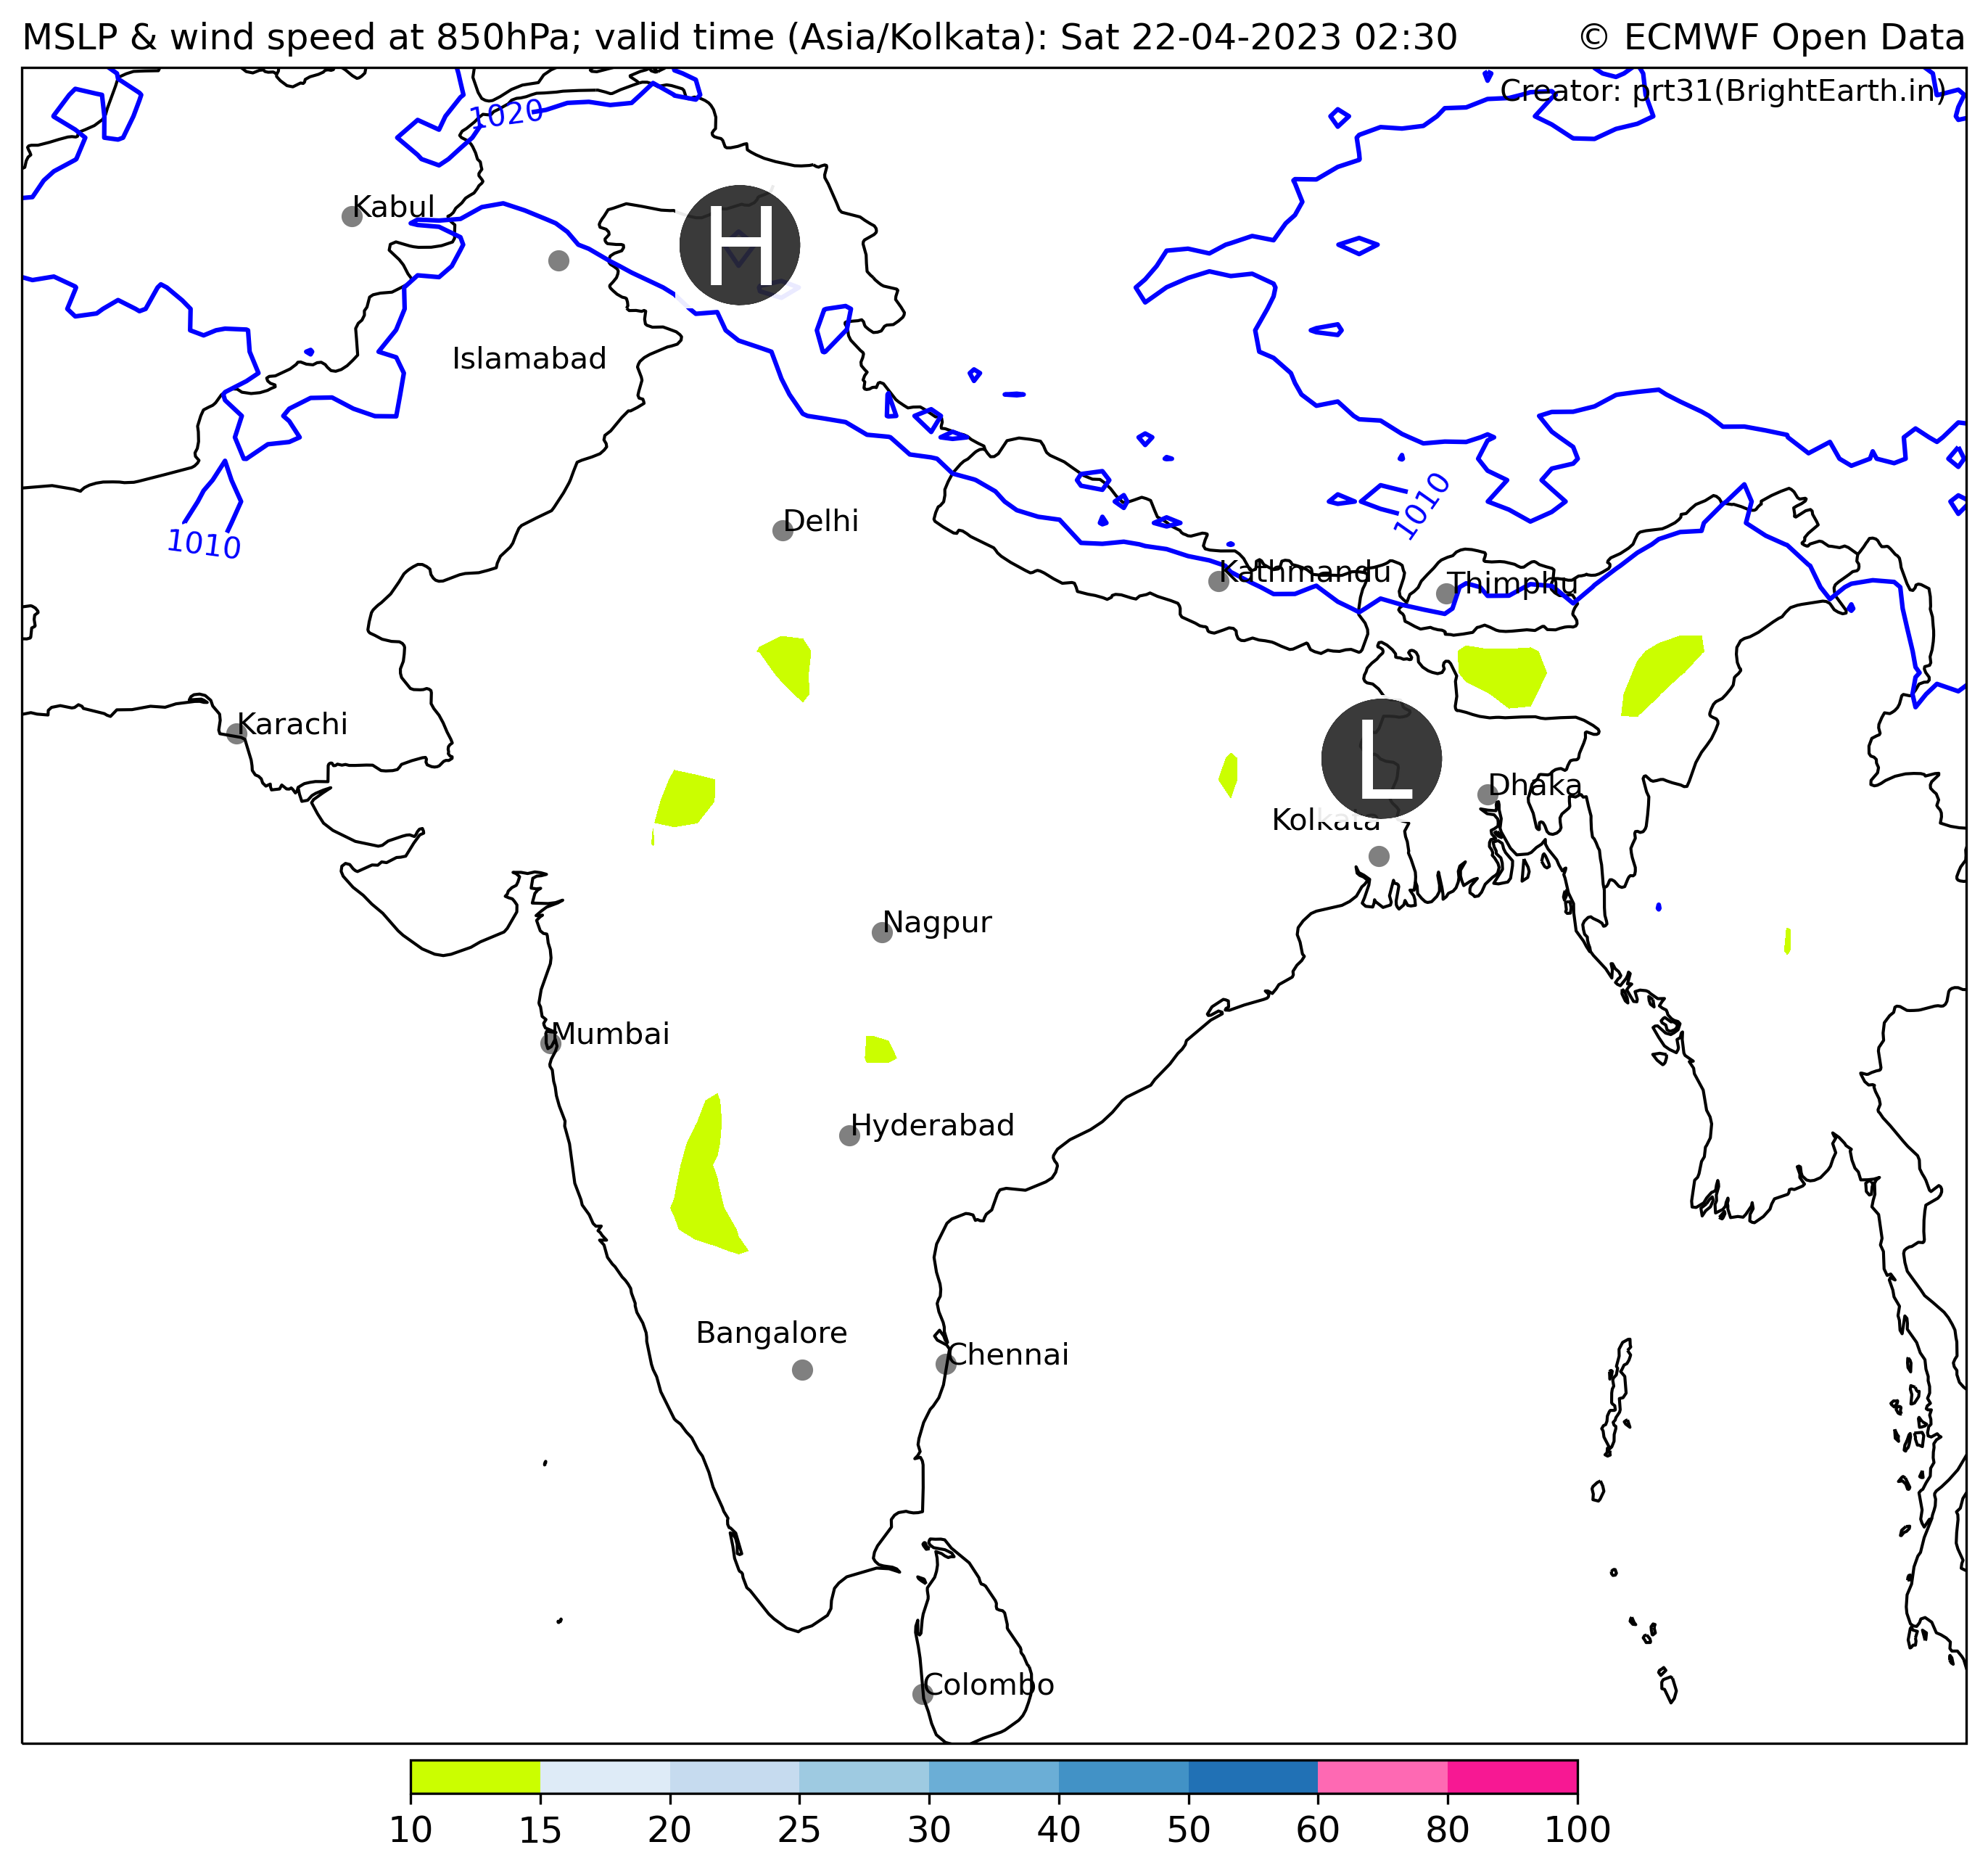 MSLP & wind speed at 850hPa; valid time (Asia/Kolkata): Sat 22-04-2023 02:30
© ECMWF Open Data
Creator: prt31(BrightEarth.in)
1020
Kabul
H
Islamabad
1010
1010
Delhi
Kathmandu
Thimphu
Karachi
L
Dhaka
Kolkata
Nagpur
Mumbai
Hyderabad
Bangalore
Chennai
Colombo
10 15 20 25 30 40 50 60 80 100